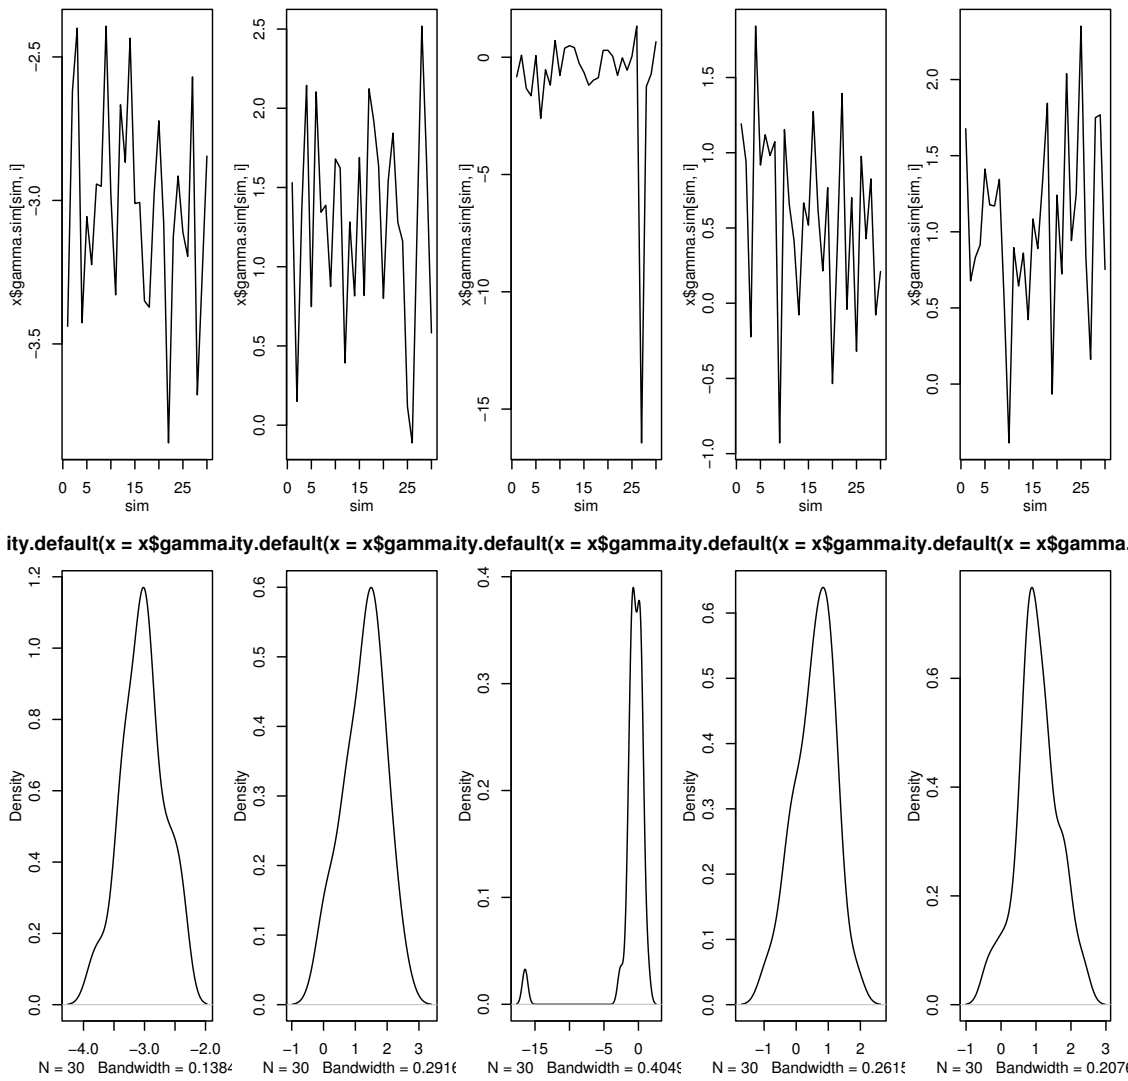 x$gamma.sim[sim, i]
−3.5 −3.0 −2.5
0 5 15 25
sim
x$gamma.sim[sim, i]
0.0 0.5 1.0 1.5 2.0 2.5
0 5 15 25
sim
x$gamma.sim[sim, i]
−15 −10 −5 0
0 5 15 25
sim
x$gamma.sim[sim, i]
−1.0 −0.5 0.0 0.5 1.0 1.5
0 5 15 25
sim
x$gamma.sim[sim, i]
0.0 0.5 1.0 1.5 2.0
0 5 15 25
sim
ity.default(x = x$gamma.
ity.default(x = x$gamma.
ity.default(x = x$gamma.
ity.default(x = x$gamma.
ity.default(x = x$gamma.
Density
0.0 0.2 0.4 0.6 0.8 1.0 1.2
−4.0 −3.0 −2.0
N = 30 Bandwidth = 0.1384
Density
0.0 0.1 0.2 0.3 0.4 0.5 0.6
−1 0 1 2 3
N = 30 Bandwidth = 0.2916
Density
0.0 0.1 0.2 0.3 0.4
−15 −5 0
N = 30 Bandwidth = 0.4049
Density
0.0 0.1 0.2 0.3 0.4 0.5 0.6
−1 0 1 2
N = 30 Bandwidth = 0.2615
Density
0.0 0.2 0.4 0.6
−1 0 1 2 3
N = 30 Bandwidth = 0.2076